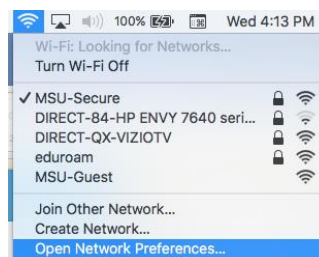 100% Wed 4:13 PM
Wi-Fi: Looking for Networks...
Turn Wi-Fi Off
✓ MSU-Secure
DIRECT-84-HP ENVY 7640 seri...
DIRECT-QX-VIZIOTV
eduroam
MSU-Guest
Join Other Network...
Create Network...
Open Network Preferences...